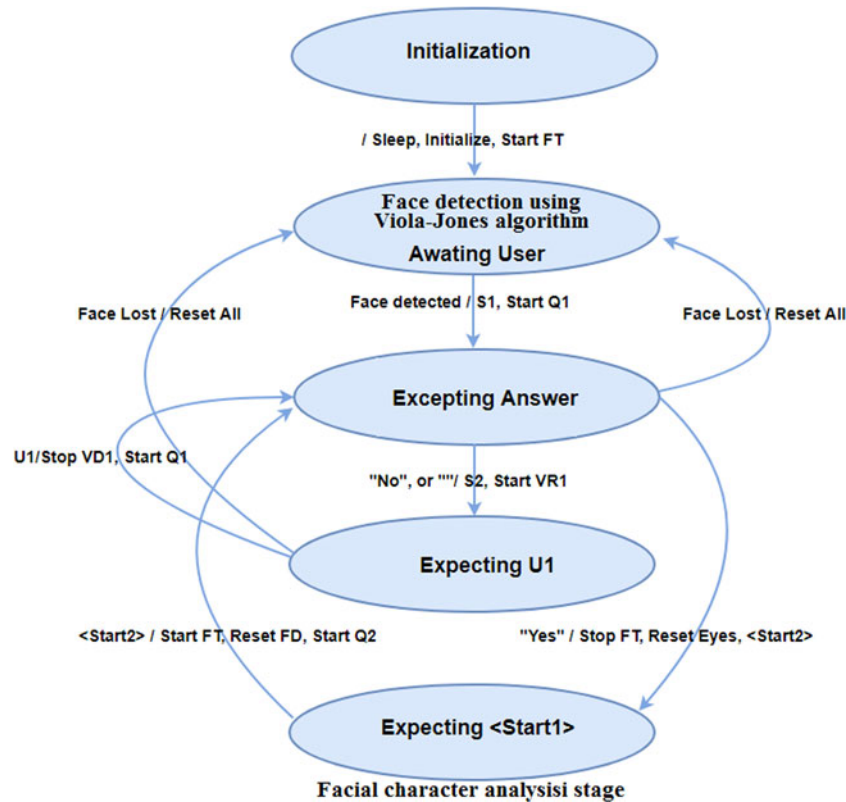 Initialization
/ Sleep, Initialize, Start FT
Face detection using
Viola-Jones algorithm
Awating User
Face detected / S1, Start Q1
Face Lost / Reset All
Face Lost / Reset All
Excepting Answer
U1/Stop VD1, Start Q1
"No", or ""/ S2, Start VR1
Expecting U1
<Start2> / Start FT, Reset FD, Start Q2
"Yes" / Stop FT, Reset Eyes, <Start2>
Expecting <Start1>
Facial character analysisi stage